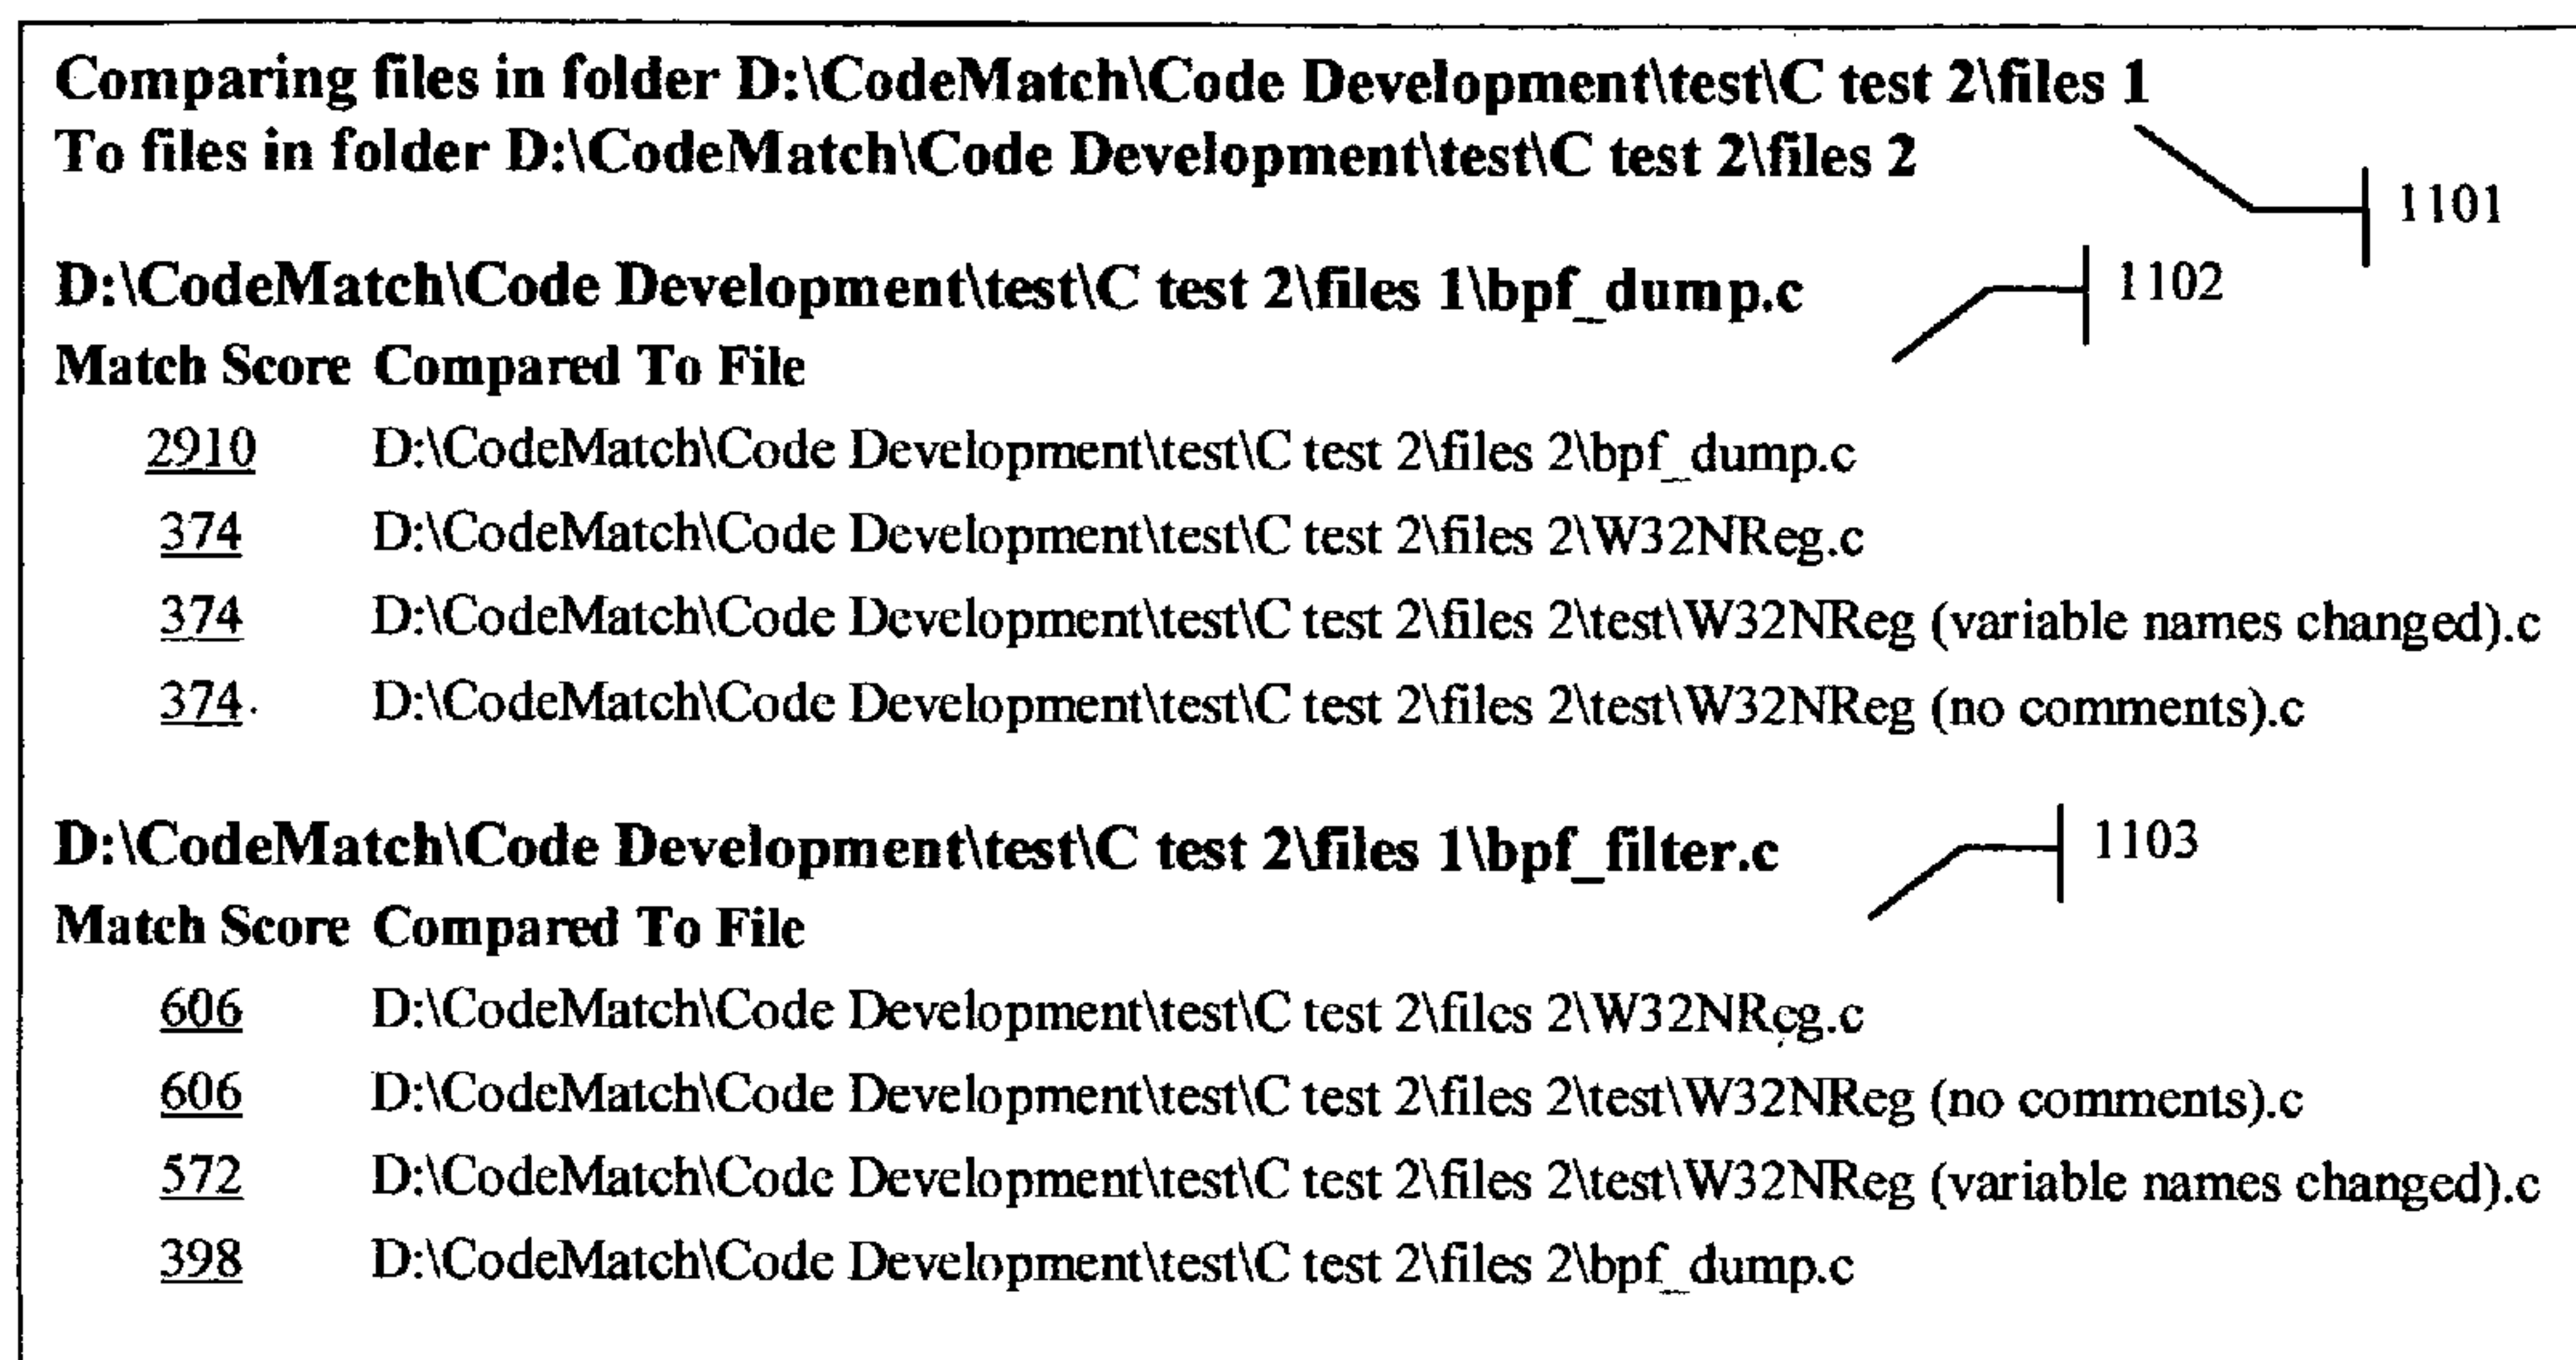 Comparing files in folder D:\CodeMatch\Code Development\test\C test 2\files 1
To files in folder D:\CodeMatch\Code Development\test\C test 2\files 2
1101
D:\CodeMatch\Code Development\test\C test 2\files 1\bpf_dump.c
1102
Match Score Compared To File
2910 D:\CodeMatch\Code Development\test\C test 2\files 2\bpf_dump.c
374 D:\CodeMatch\Code Development\test\C test 2\files 2\W32NReg.c
374 D:\CodeMatch\Code Development\test\C test 2\files 2\test\W32NReg (variable names changed).c
374 D:\CodeMatch\Code Development\test\C test 2\files 2\test\W32NReg (no comments).c
D:\CodeMatch\Code Development\test\C test 2\files 1\bpf_filter.c
1103
Match Score Compared To File
606 D:\CodeMatch\Code Development\test\C test 2\files 2\W32NReg.c
606 D:\CodeMatch\Code Development\test\C test 2\files 2\test\W32NReg (no comments).c
572 D:\CodeMatch\Code Development\test\C test 2\files 2\test\W32NReg (variable names changed).c
398 D:\CodeMatch\Code Development\test\C test 2\files 2\bpf_dump.c